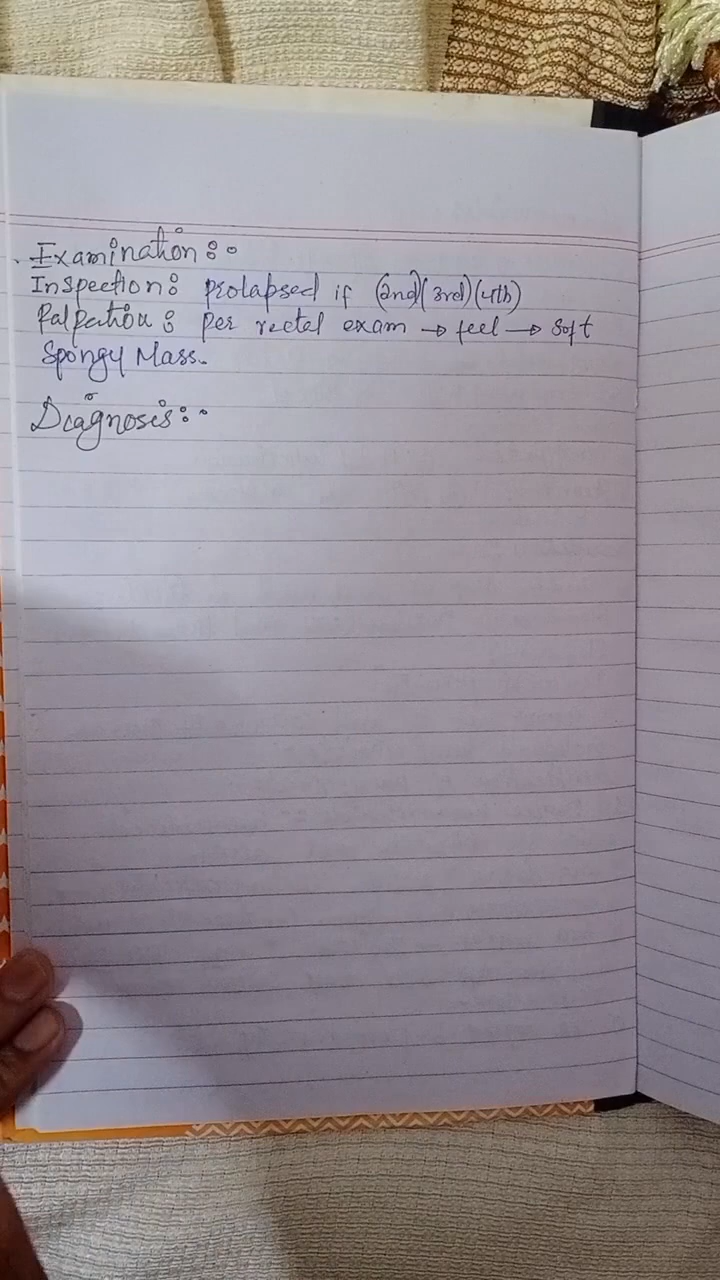 Examination:-
Inspection: prolapsed if (2nd)(3rd)(4th)
Palpation: Per rectal exam → feel → soft
Spongy Mass.
Diagnosis:-